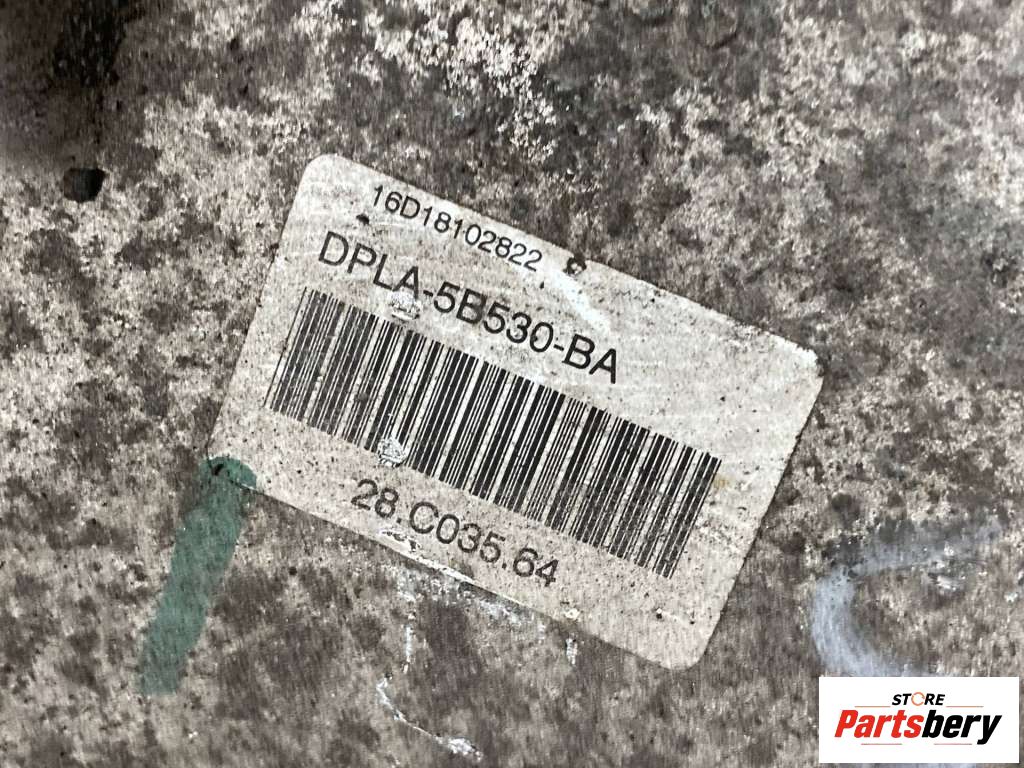 16D18102822
DPLA-5B530-BA
28.C035.64
STORE
Partsbery